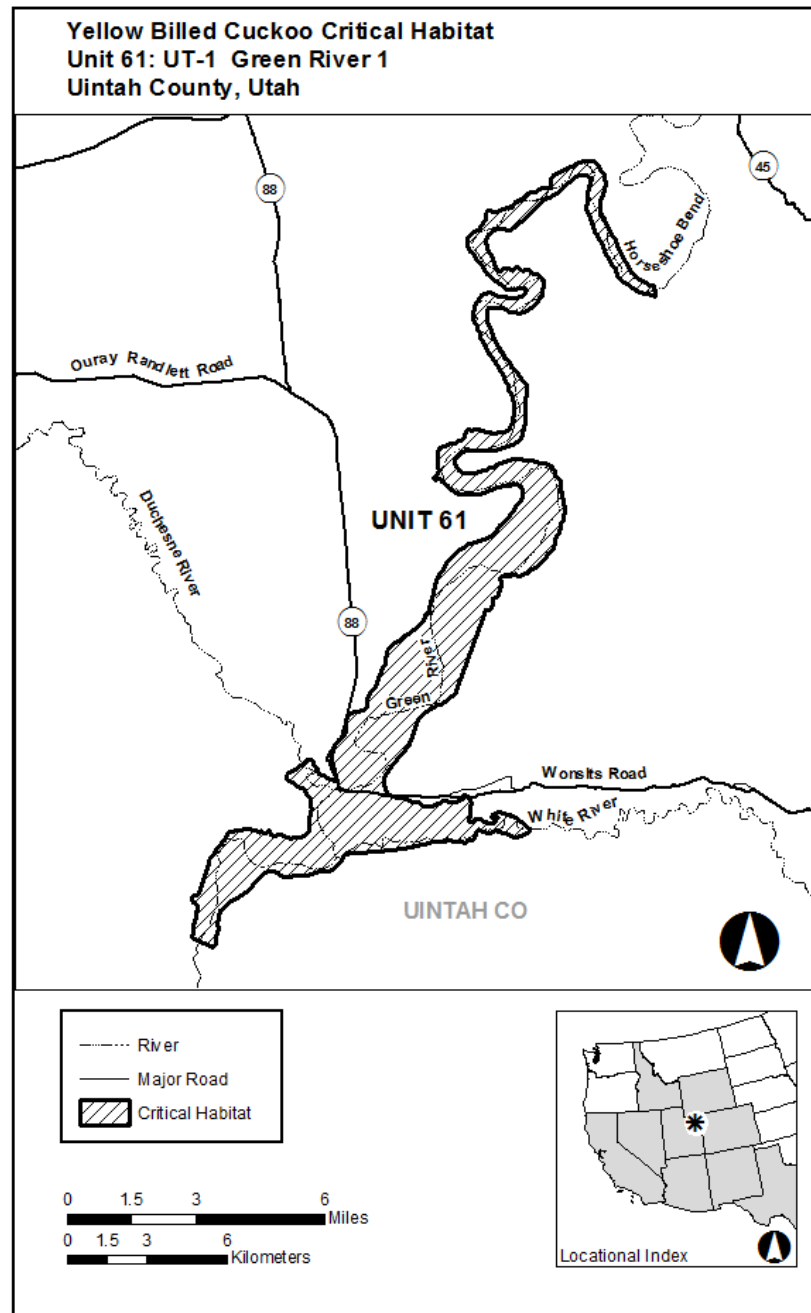 Yellow Billed Cuckoo Critical Habitat
Unit 61: UT-1 Green River 1
Uintah County, Utah
88
45
Horseshoe Bend
Ouray Randlett Road
Duchesne River
UNIT 61
88
Green River
Wonsits Road
White River
UINTAH CO
River
Major Road
Critical Habitat
0 1.5 3 6
Miles
0 1.5 3 6
Kilometers
Locational Index